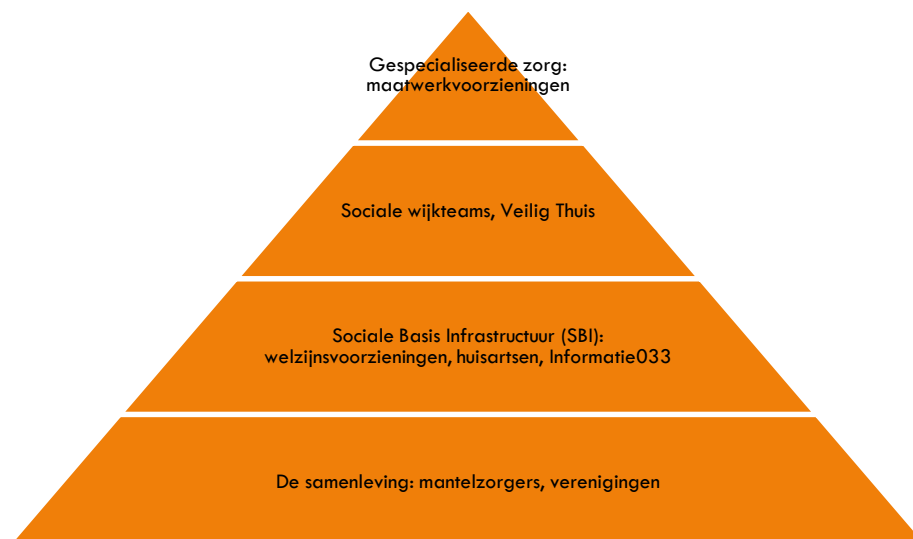 Gespecialiseerde zorg:
maatwerkvoorzieningen
Sociale wijkteams, Veilig Thuis
Sociale Basis Infrastructuur (SBI):
welzijnsvoorzieningen, huisartsen, Informatie033
De samenleving: mantelzorgers, verenigingen